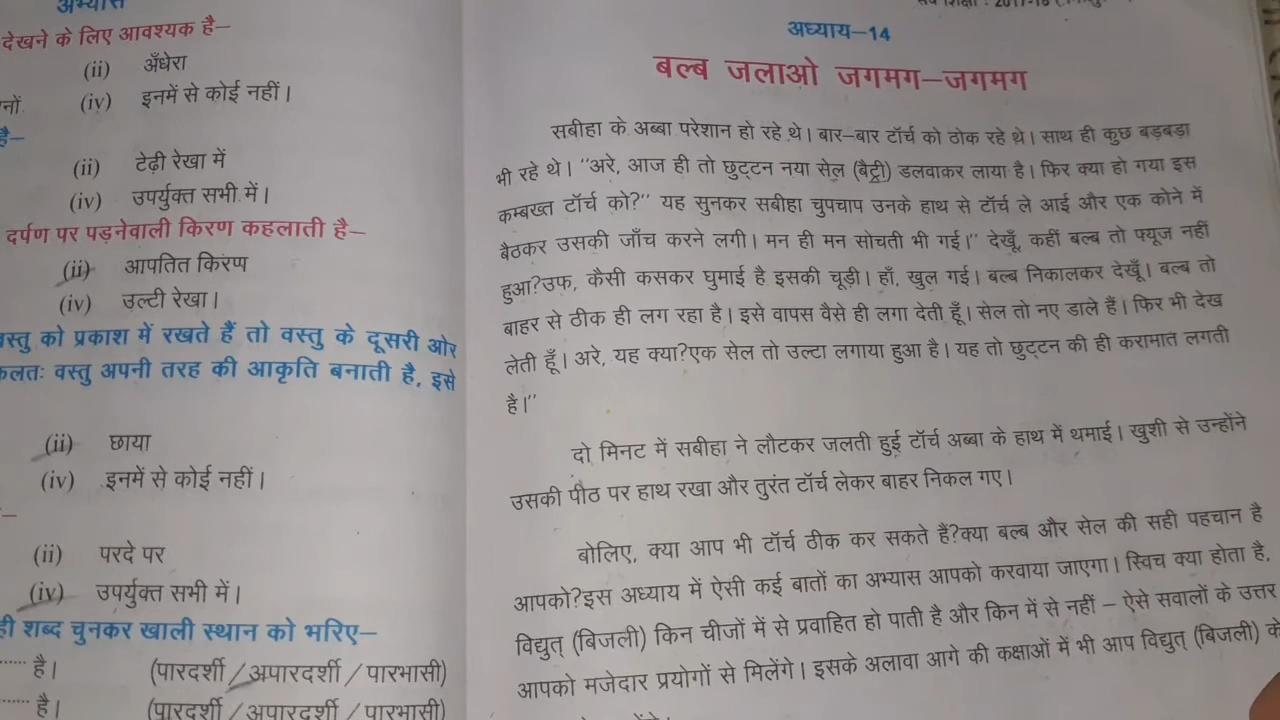 अभ्यास
देखने के लिए आवश्यक है–
(ii) अँधेरा
(iv) इनमें से कोई नहीं।
है–
(ii) टेढ़ी रेखा में
(iv) उपर्युक्त सभी में।
दर्पण पर पड़नेवाली किरण कहलाती है–
(ii) आपतित किरण
(iv) उल्टी रेखा।
वस्तु को प्रकाश में रखते हैं तो वस्तु के दूसरी ओर
वस्तु अपनी तरह की आकृति बनाती है, इसे
(ii) छाया
(iv) इनमें से कोई नहीं।
(ii) परदे पर
(iv) उपर्युक्त सभी में।
ही शब्द चुनकर खाली स्थान को भरिए–
...... है। (पारदर्शी / अपारदर्शी / पारभासी)
...... है। (पारदर्शी / अपारदर्शी / पारभासी)
अध्याय–14
बल्ब जलाओ जगमग–जगमग
सबीहा के अब्बा परेशान हो रहे थे। बार–बार टॉर्च को ठोक रहे थे। साथ ही कुछ बड़बड़ा
भी रहे थे। "अरे, आज ही तो छुट्टन नया सेल (बैट्री) डलवाकर लाया है। फिर क्या हो गया इस
कम्बख्त टॉर्च को?" यह सुनकर सबीहा चुपचाप उनके हाथ से टॉर्च ले आई और एक कोने में
बैठकर उसकी जाँच करने लगी। मन ही मन सोचती भी गई।" देखूँ, कहीं बल्ब तो फ्यूज नहीं
हुआ?उफ, कैसी कसकर घुमाई है इसकी चूड़ी। हाँ, खुल गई। बल्ब निकालकर देखूँ। बल्ब तो
बाहर से ठीक ही लग रहा है। इसे वापस वैसे ही लगा देती हूँ। सेल तो नए डाले हैं। फिर भी देख
लेती हूँ। अरे, यह क्या?एक सेल तो उल्टा लगाया हुआ है। यह तो छुट्टन की ही करामात लगती
है।"
दो मिनट में सबीहा ने लौटकर जलती हुई टॉर्च अब्बा के हाथ में थमाई। खुशी से उन्होंने
उसकी पीठ पर हाथ रखा और तुरंत टॉर्च लेकर बाहर निकल गए।
बोलिए, क्या आप भी टॉर्च ठीक कर सकते हैं?क्या बल्ब और सेल की सही पहचान है
आपको?इस अध्याय में ऐसी कई बातों का अभ्यास आपको करवाया जाएगा। स्विच क्या होता है,
विद्युत् (बिजली) किन चीजों में से प्रवाहित हो पाती है और किन में से नहीं – ऐसे सवालों के उत्तर
आपको मजेदार प्रयोगों से मिलेंगे। इसके अलावा आगे की कक्षाओं में भी आप विद्युत् (बिजली) के